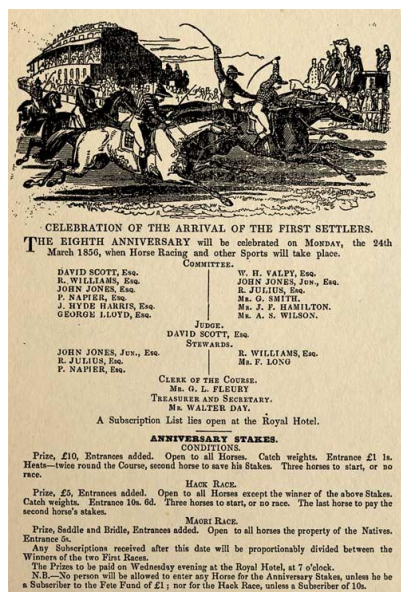 CELEBRATION OF THE ARRIVAL OF THE FIRST SETTLERS.
THE EIGHTH ANNIVERSARY will be celebrated on MONDAY, the 24th
March 1856, when Horse Racing and other Sports will take place.
COMMITTEE.
DAVID SCOTT, ESQ.
R. WILLIAMS, ESQ.
JOHN JONES, ESQ.
P. NAPIER, ESQ.
J. HYDE HARRIS, ESQ.
GEORGE LLOYD, ESQ.
W. H. VALPY, ESQ.
JOHN JONES, JUN., ESQ.
R. JULIUS, ESQ.
MR. G. SMITH.
MR. J. F. HAMILTON.
MR. A. S. WILSON.
JUDGE.
DAVID SCOTT, ESQ.
STEWARDS.
JOHN JONES, JUN., ESQ.
R. JULIUS, ESQ.
P. NAPIER, ESQ.
R. WILLIAMS, ESQ.
MR. F. LONG
CLERK OF THE COURSE.
MR. G. L. FLEURY
TREASURER AND SECRETARY.
MR. WALTER DAY.
A Subscription List lies open at the Royal Hotel.
ANNIVERSARY STAKES.
CONDITIONS.
Prize, £10, Entrances added. Open to all Horses. Catch weights. Entrance £1 1s.
Heats—twice round the Course, second horse to save his Stakes. Three horses to start, or no
race.
HACK RACE.
Prize, £5, Entrances added. Open to all Horses except the winner of the above Stakes.
Catch weights. Entrance 10s. 6d. Three horses to start, or no race. The last horse to pay the
second horse's stakes.
MAORI RACE.
Prize, Saddle and Bridle, Entrances added. Open to all horses the property of the Natives.
Entrance 5s.
Any Subscriptions received after this date will be proportionably divided between the
Winners of the two First Races.
The Prizes to be paid on Wednesday evening at the Royal Hotel, at 7 o'clock.
N.B.—No person will be allowed to enter any Horse for the Anniversary Stakes, unless he be
a Subscriber to the Fete Fund of £1; nor for the Hack Race, unless a Subscriber of 10s.